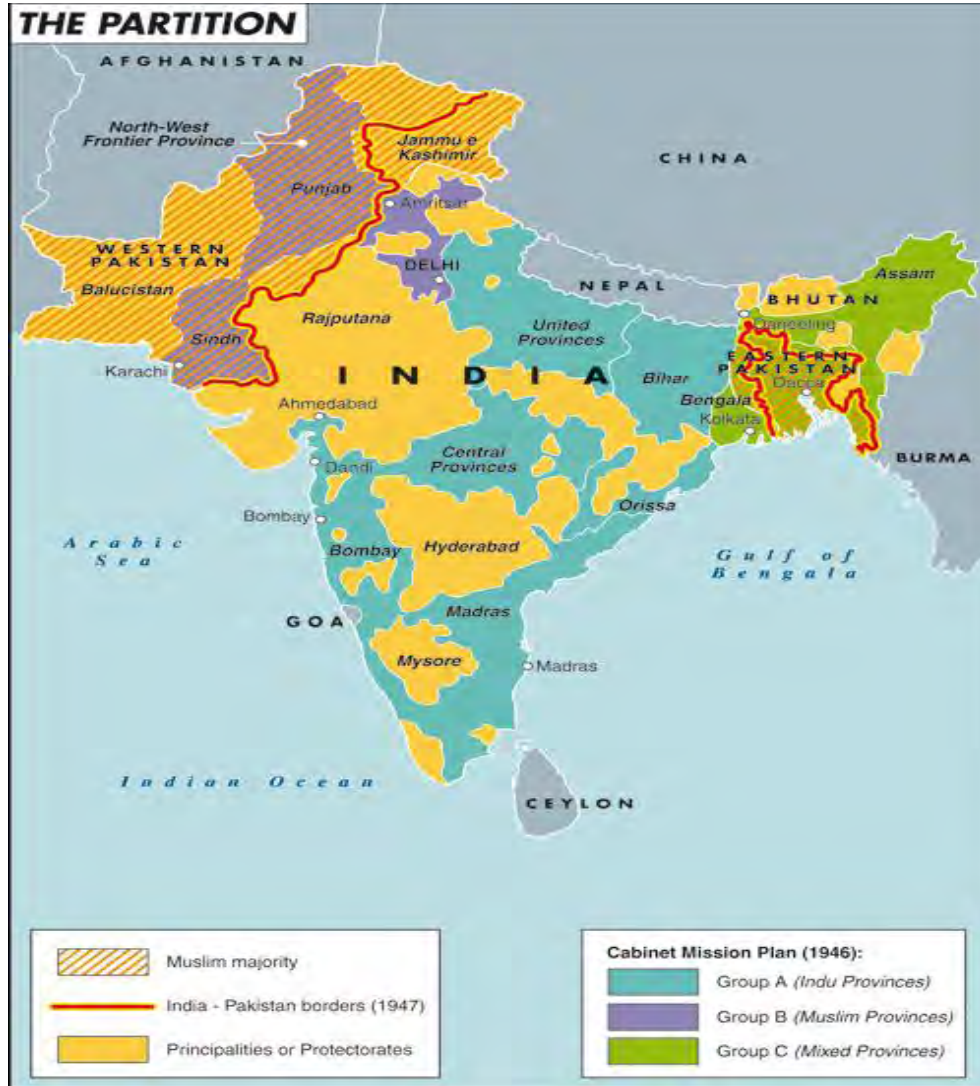 THE PARTITION
AFGHANISTAN
North-West
Frontier Province
Jammu e
Kashimir
CHINA
Punjab
Amritsar
WESTERN
PAKISTAN
DELHI
Balucistan
NEPAL
Assam
BHUTAN
Rajputana
Darjeeling
Sindh
United
Provinces
EASTERN
PAKISTAN
Karachi
INDIA
Bihar
Dacca
Bengala
Ahmedabad
Kolkata
Central
Provinces
BURMA
Dandi
Orissa
Bombay
Arabic
Sea
Bombay
Hyderabad
Gulf of
Bengala
Madras
GOA
Mysore
Madras
Indian Ocean
CEYLON
Muslim majority
India - Pakistan borders (1947)
Principalities or Protectorates
Cabinet Mission Plan (1946):
Group A (Indu Provinces)
Group B (Muslim Provinces)
Group C (Mixed Provinces)